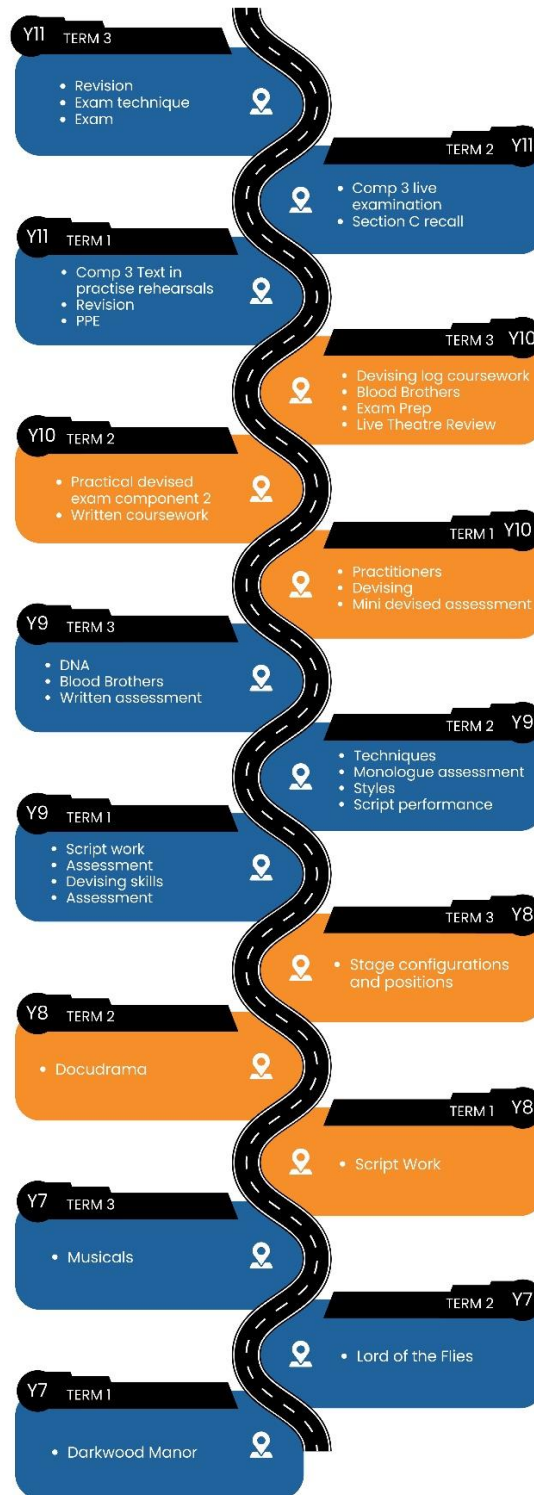 Y11 TERM 3
• Revision
• Exam technique
• Exam
TERM 2 Y11
• Comp 3 live
examination
• Section C recall
Y11 TERM 1
• Comp 3 Text in
practise rehearsals
• Revision
• PPE
TERM 3 Y10
• Devising log coursework
• Blood Brothers
• Exam Prep
• Live Theatre Review
Y10 TERM 2
• Practical devised
exam component 2
• Written coursework
TERM 1 Y10
• Practitioners
• Devising
• Mini devised assessment
Y9 TERM 3
• DNA
• Blood Brothers
• Written assessment
TERM 2 Y9
• Techniques
• Monologue assessment
• Styles
• Script performance
Y9 TERM 1
• Script work
• Assessment
• Devising skills
• Assessment
TERM 3 Y8
• Stage configurations
and positions
Y8 TERM 2
• Docudrama
TERM 1 Y8
• Script Work
Y7 TERM 3
• Musicals
TERM 2 Y7
• Lord of the Flies
Y7 TERM 1
• Darkwood Manor